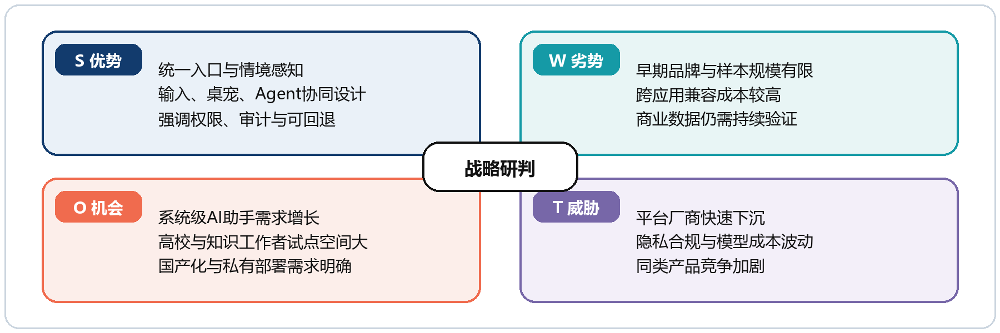 S 优势
统一入口与情境感知
输入、桌宠、Agent协同设计
强调权限、审计与可回退
W 劣势
早期品牌与样本规模有限
跨应用兼容成本较高
商业数据仍需持续验证
战略研判
O 机会
系统级AI助手需求增长
高校与知识工作者试点空间大
国产化与私有部署需求明确
T 威胁
平台厂商快速下沉
隐私合规与模型成本波动
同类产品竞争加剧